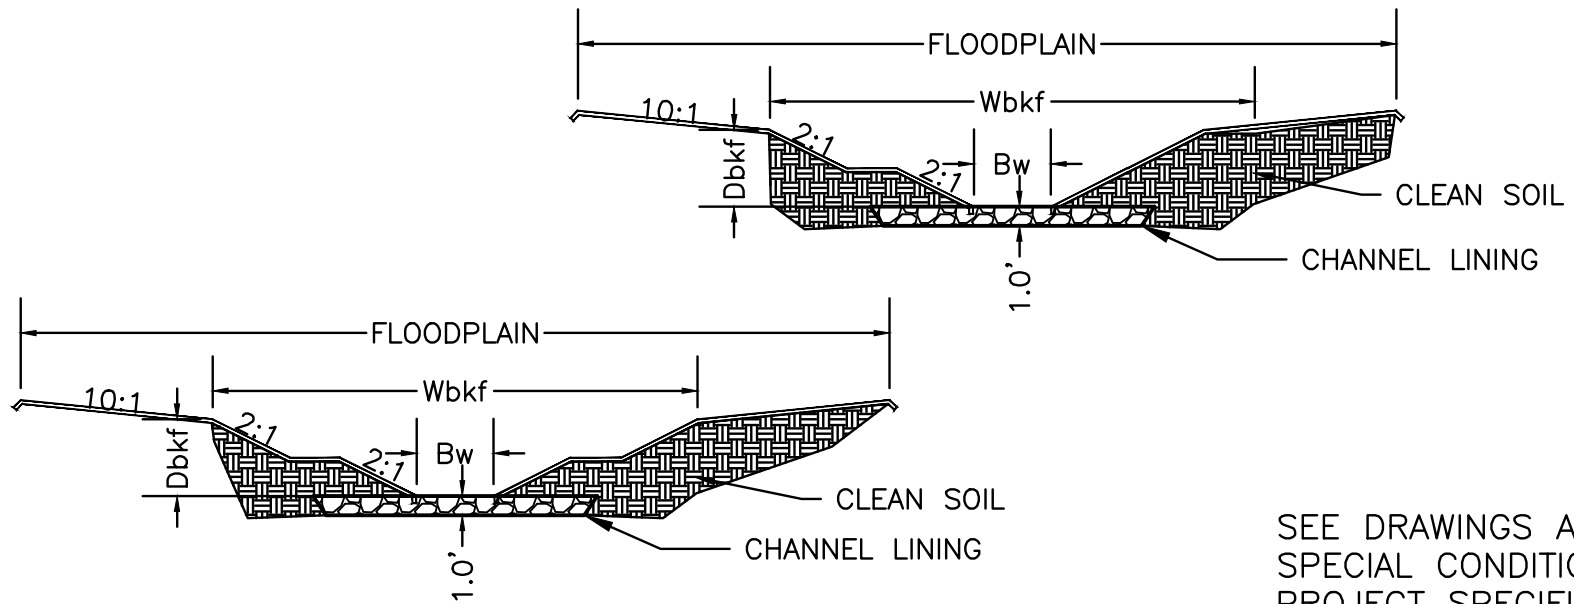 FLOODPLAIN
Wbkf
10:1
2:1
Dbkf
2:1
Bw
CLEAN SOIL
CHANNEL LINING
1.0'
FLOODPLAIN
Wbkf
10:1
2:1
Dbkf
2:1
Bw
CLEAN SOIL
CHANNEL LINING
1.0'
SEE DRAWINGS
SPECIAL
PROJECT